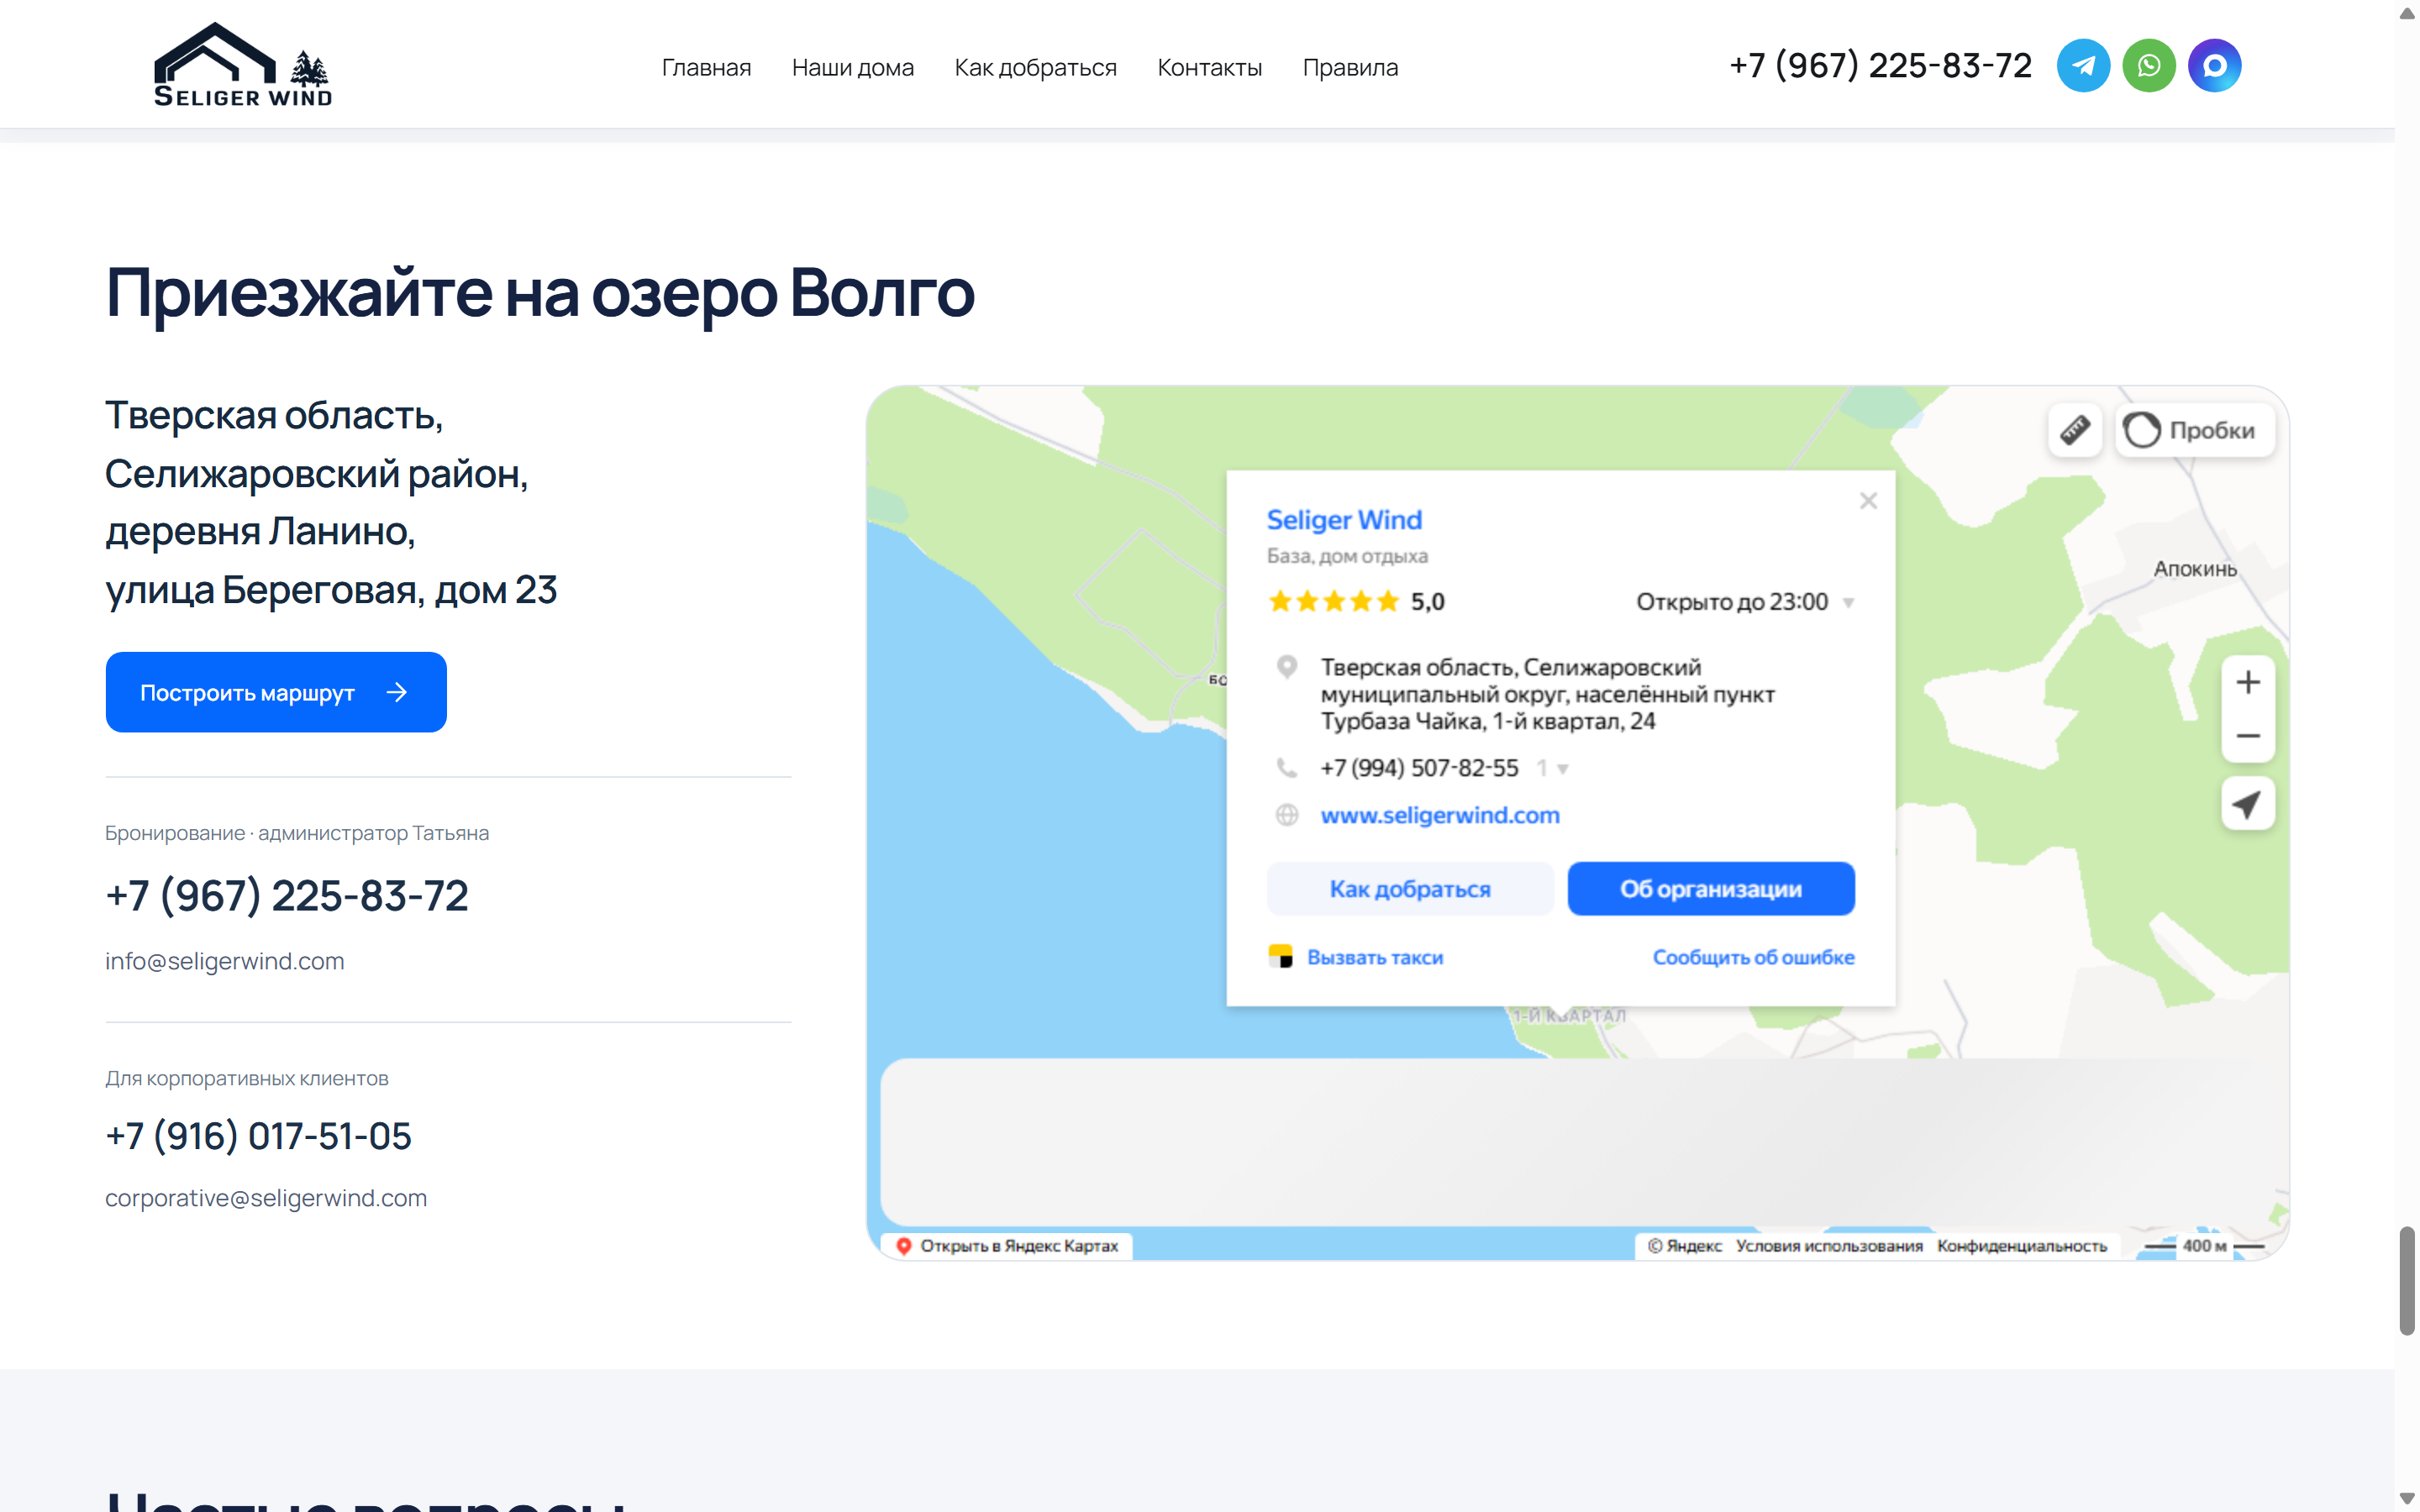 SELIGER WIND
Главная
Наши дома
Как добраться
Контакты
Правила
+7 (967) 225-83-72
Приезжайте на озеро Волго
Тверская область,
Селижаровский район,
деревня Ланино,
улица Береговая, дом 23
Построить маршрут
Бронирование · администратор Татьяна
+7 (967) 225-83-72
info@seligerwind.com
Для корпоративных клиентов
+7 (916) 017-51-05
corporative@seligerwind.com
Пробки
Апокинь
Seliger Wind
База, дом отдыха
5,0
Открыто до 23:00
Тверская область, Селижаровский
муниципальный округ, населённый пункт
Турбаза Чайка, 1-й квартал, 24
+7 (994) 507-82-55 1
www.seligerwind.com
Как добраться
Об организации
Вызвать такси
Сообщить об ошибке
1-Й КВАРТАЛ
Открыть в Яндекс Картах
© Яндекс
Условия использования
Конфиденциальность
400 м
Частые вопросы